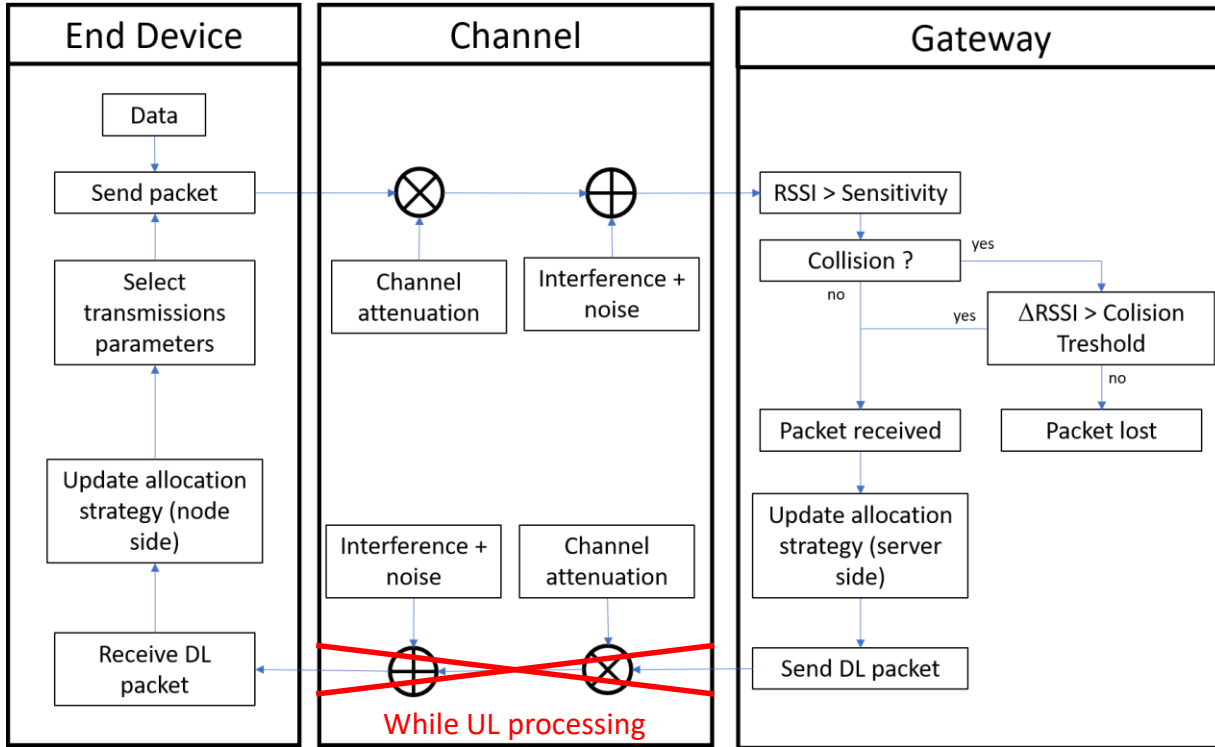 End Device
Data
Send packet
Select
transmissions
parameters
Update allocation
strategy (node
side)
Receive DL
packet
Channel
Channel
attenuation
Interference +
noise
Interference +
noise
Channel
attenuation
While UL processing
Gateway
RSSI > Sensitivity
Collision ?
yes
no
ΔRSSI > Colision
Treshold
yes
no
Packet received
Packet lost
Update allocation
strategy (server
side)
Send DL packet